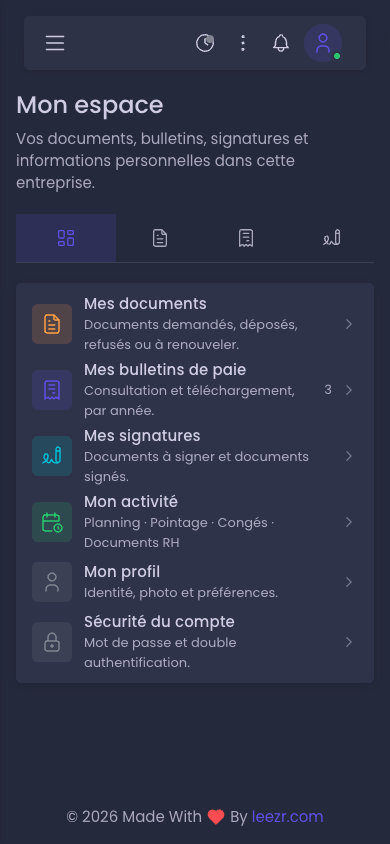 Mon espace
Vos documents, bulletins, signatures et
informations personnelles dans cette
entreprise.
Mes documents
Documents demandés, déposés,
refusés ou à renouveler.
Mes bulletins de paie
Consultation et téléchargement,
par année.
3
Mes signatures
Documents à signer et documents
signés.
Mon activité
Planning · Pointage · Congés ·
Documents RH
Mon profil
Identité, photo et préférences.
Sécurité du compte
Mot de passe et double
authentification.
© 2026 Made With By leezr.com